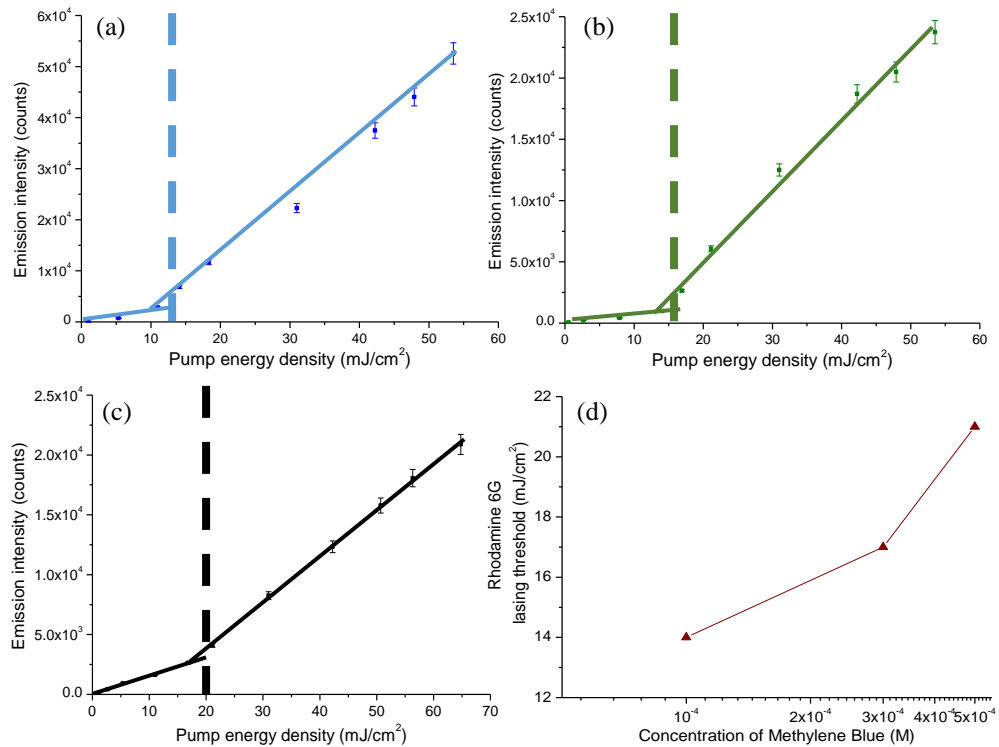 (a)
6x10⁴
5x10⁴
4x10⁴
3x10⁴
2x10⁴
1x10⁴
0
Emission intensity (counts)
0 10 20 30 40 50 60
Pump energy density (mJ/cm²)
(b)
2.5x10⁴
2.0x10⁴
1.5x10⁴
1.0x10⁴
5.0x10³
0.0
Emission intensity (counts)
0 10 20 30 40 50 60
Pump energy density (mJ/cm²)
(c)
2.5x10⁴
2.0x10⁴
1.5x10⁴
1.0x10⁴
5.0x10³
0.0
Emission intensity (counts)
0 10 20 30 40 50 60 70
Pump energy density (mJ/cm²)
(d)
22
20
18
16
14
12
Rhodamine 6G
lasing threshold (mJ/cm²)
10⁻⁴ 2x10⁻⁴ 3x10⁻⁴ 4x10⁻⁴ 5x10⁻⁴
Concentration of Methylene Blue (M)